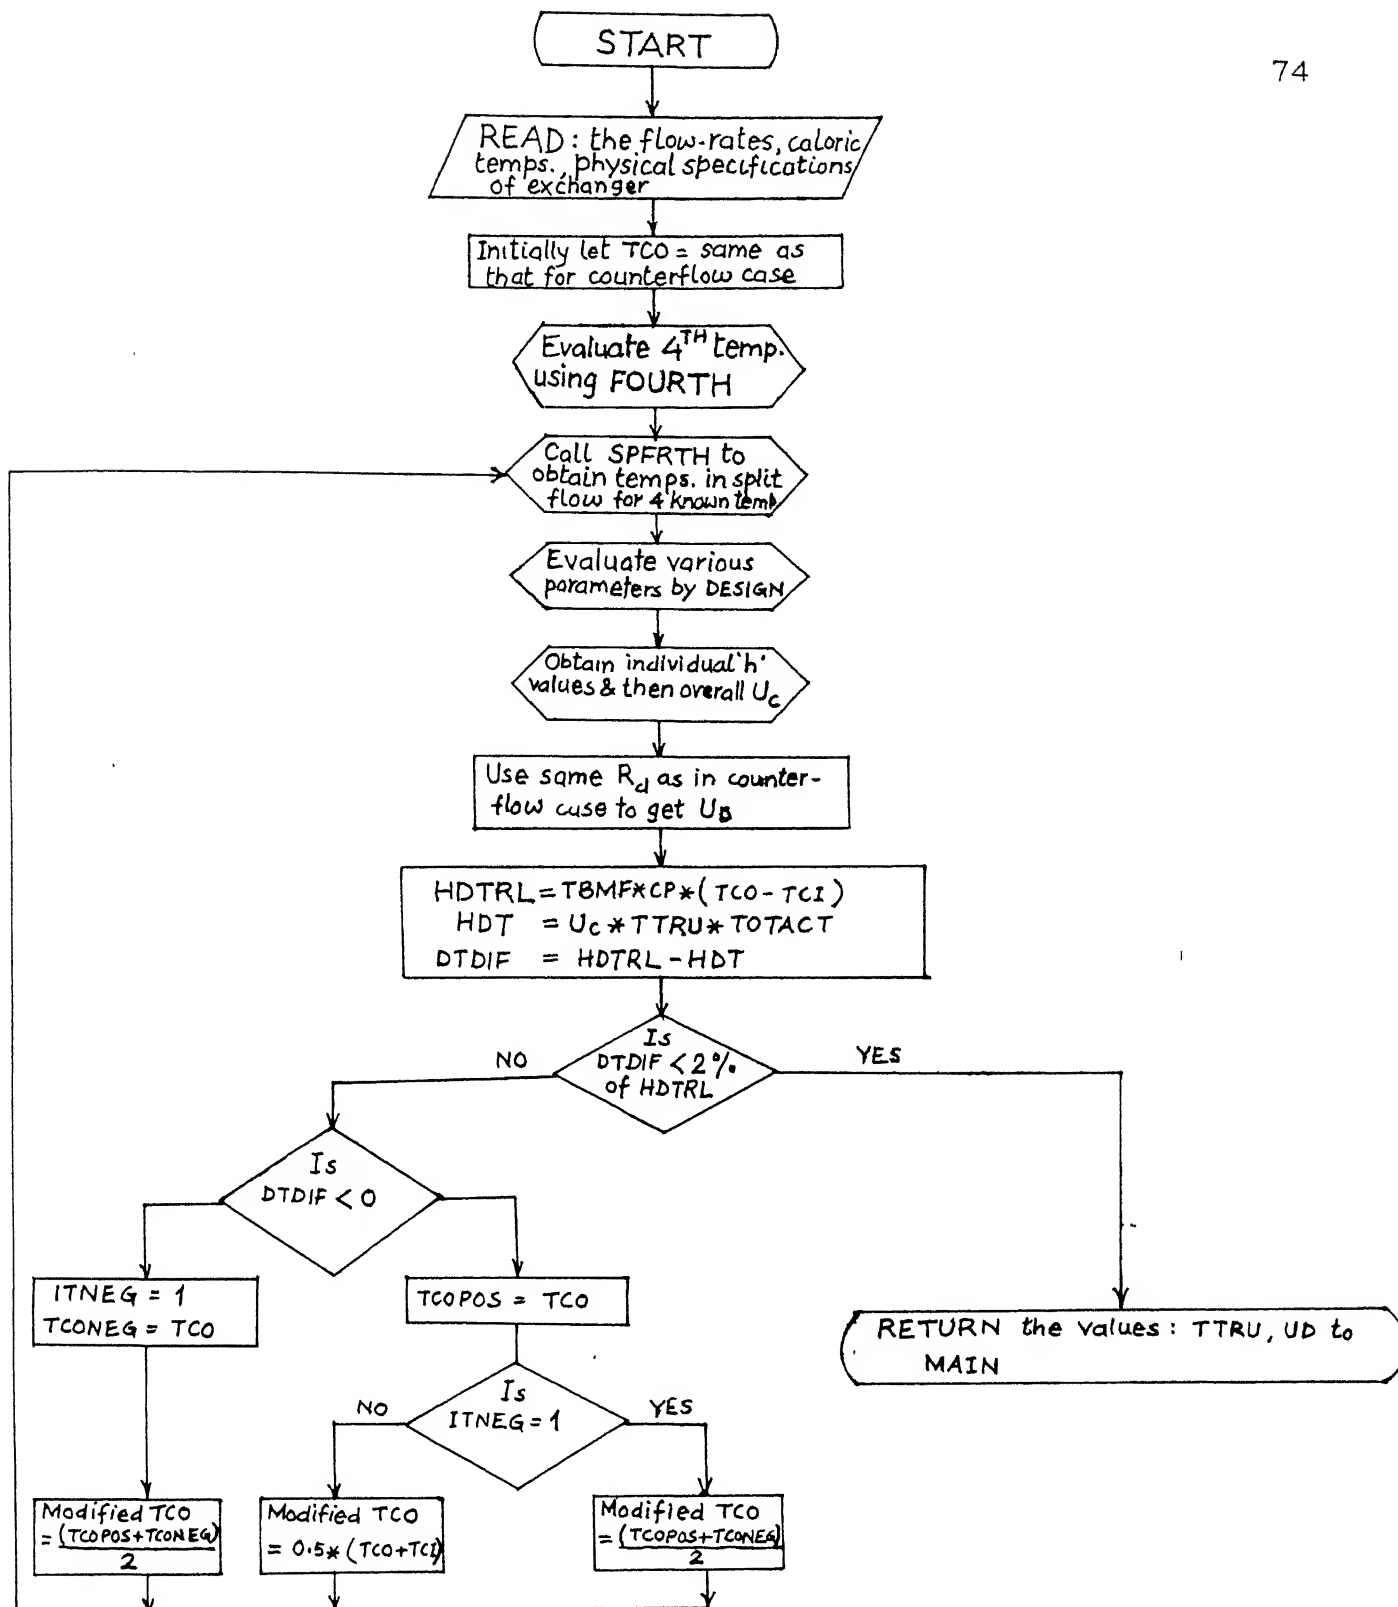 START
74
READ: the flow-rates, caloric
temps., physical specifications
of exchanger
Initially let TCO = same as
that for counterflow case
Evaluate 4TH temp.
using FOURTH
Call SPFRTH to
obtain temps. in split
flow for 4 known temp.
Evaluate various
parameters by DESIGN
Obtain individual 'h'
values & then overall Uc
Use same Rd as in counter-
flow case to get UD
HDTRL = TBMF*CP*(TCO-TCI)
HDT = Uc*TTRU*TOTACT
DTDIF = HDTRL-HDT
Is
DTDIF < 2%
of HDTRL
NO
YES
Is
DTDIF < 0
ITNEG = 1
TCONEG = TCO
TCOPOS = TCO
RETURN the values: TTRU, UD to
MAIN
Is
ITNEG = 1
NO
YES
Modified TCO
= (TCOPOS+TCONEG)
2
Modified TCO
= 0.5* (TCO+TCI)
Modified TCO
= (TCOPOS+TCONEG)
2